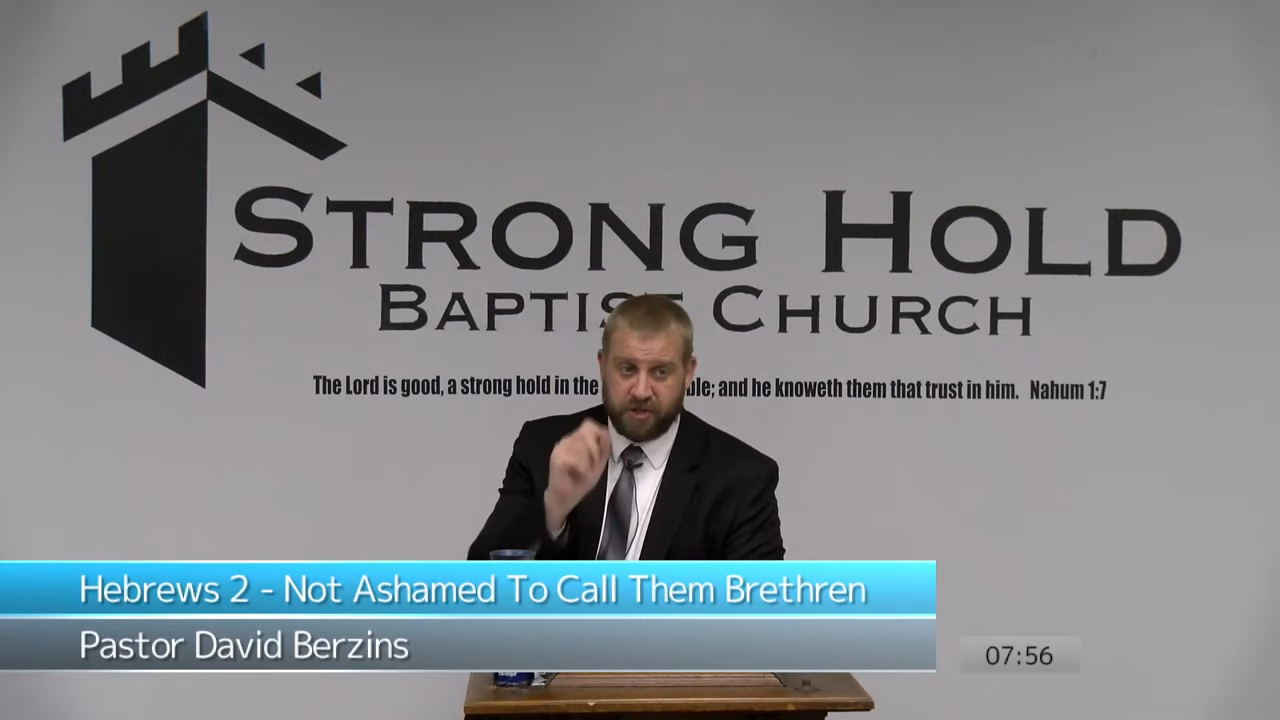 STRONG HOLD
BAPTIS CHURCH
The Lord is good, a strong hold in the ble; and he knoweth them that trust in him. Nahum 1:7
Hebrews 2 - Not Ashamed To Call Them Brethren
Pastor David Berzins
07:56